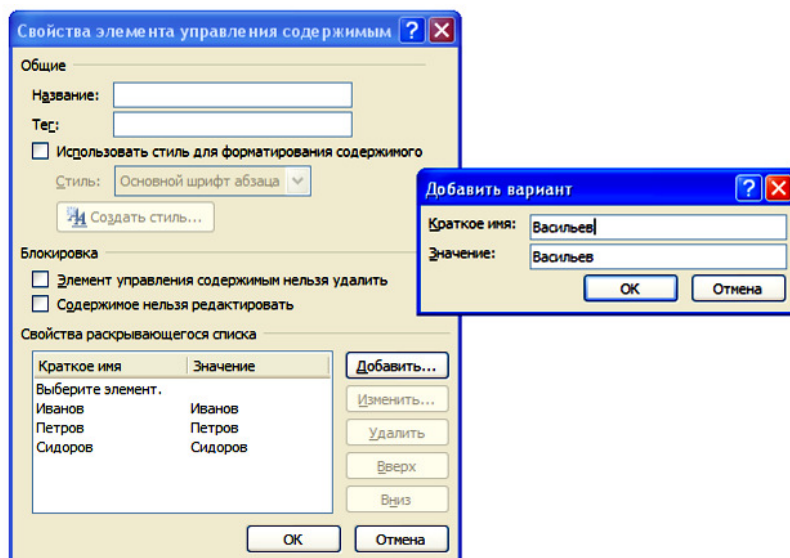 Свойства элемента управления содержимым
Общие
Название:
Тег:
Использовать стиль для форматирования содержимого
Стиль: Основной шрифт абзаца
Создать стиль...
Блокировка
Элемент управления содержимым нельзя удалить
Содержимое нельзя редактировать
Свойства раскрывающегося списка
Краткое имя Значение
Выберите элемент.
Иванов Иванов
Петров Петров
Сидоров Сидоров
Добавить...
Изменить...
Удалить
Вверх
Вниз
ОК Отмена
Добавить вариант
Краткое имя: Васильев
Значение: Васильев
ОК Отмена